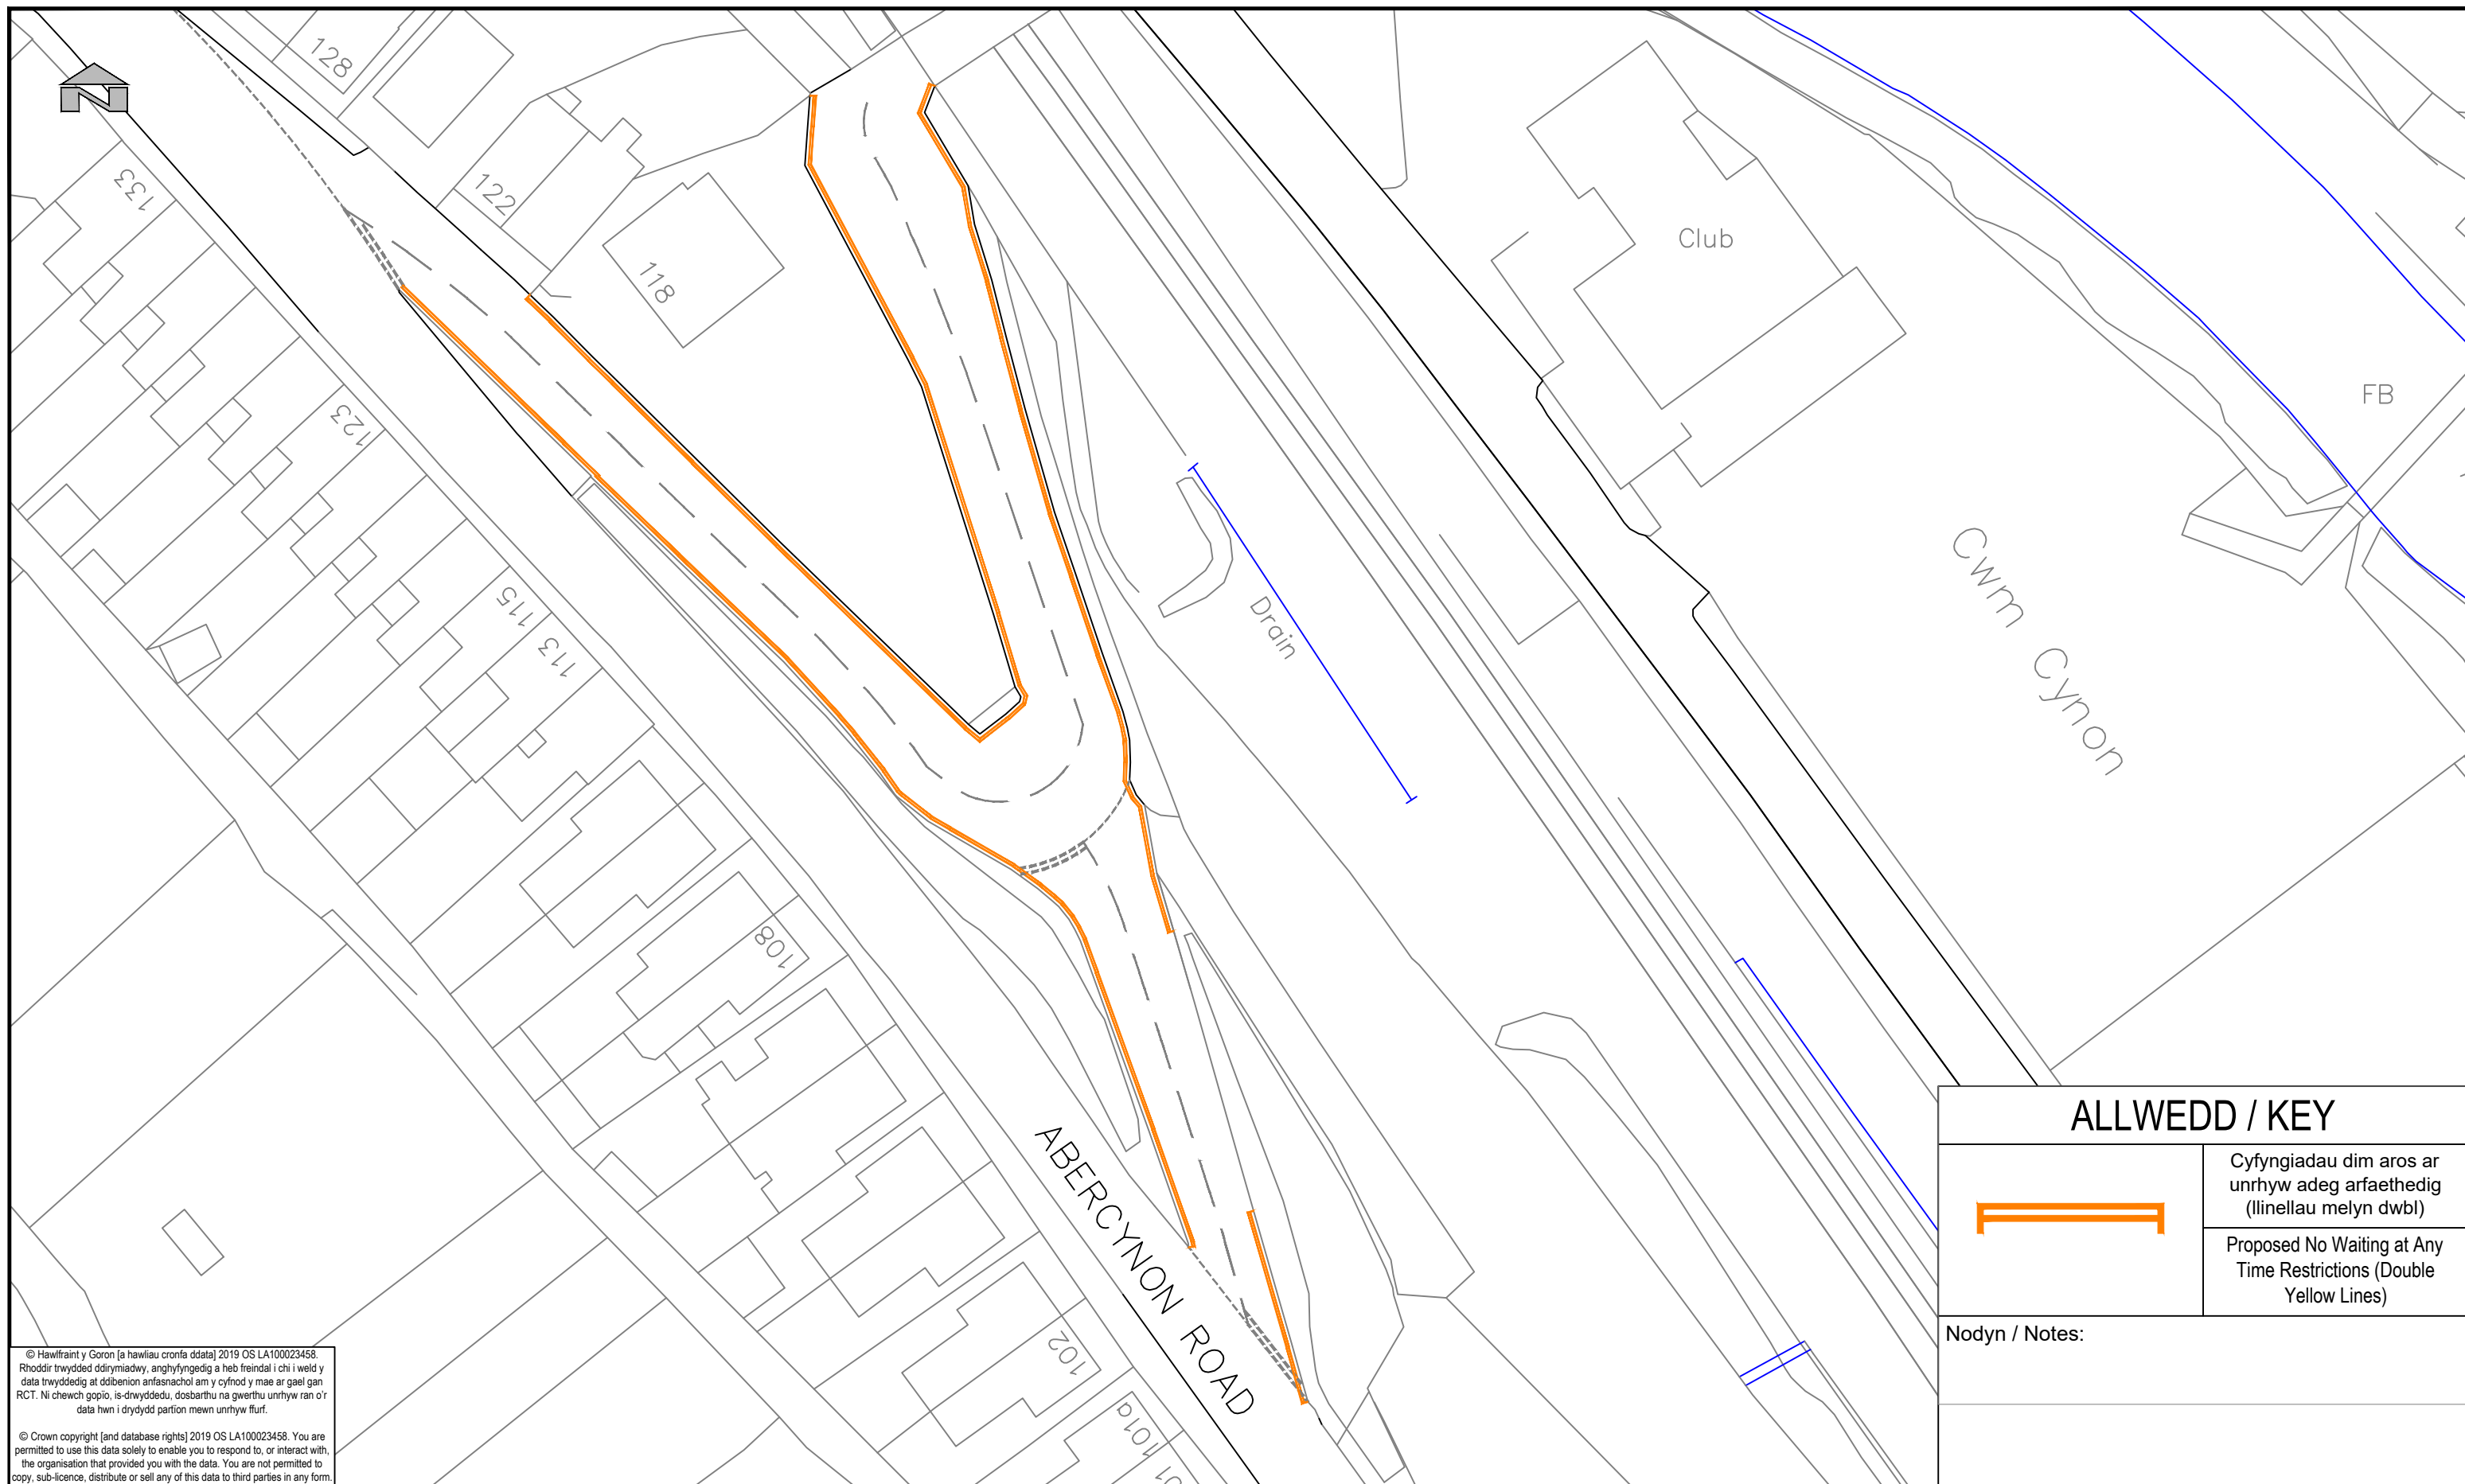 N
128
133
122
118
Club
FB
123
Drain
115
113
Cwm Cynon
108
ABERCYNON ROAD
102
101a
101
ALLWEDD / KEY
Cyfyngiadau dim aros ar
unrhyw adeg arfaethedig
(llinellau melyn dwbl)
Proposed No Waiting at Any
Time Restrictions (Double
Yellow Lines)
Nodyn / Notes:
© Hawlfraint y Goron [a hawliau cronfa ddata] 2019 OS LA100023458.
Rhoddir trwydded ddirymiadwy, anghyfyngedig a heb freindal i chi i weld y
data trwyddedig at ddibenion anfasnachol am y cyfnod y mae ar gael gan
RCT. Ni chewch gopïo, is-drwyddedu, dosbarthu na gwerthu unrhyw ran o'r
data hwn i drydydd partïon mewn unrhyw ffurf.
© Crown copyright [and database rights] 2019 OS LA100023458. You are
permitted to use this data solely to enable you to respond to, or interact with,
the organisation that provided you with the data. You are not permitted to
copy, sub-licence, distribute or sell any of this data to third parties in any form.